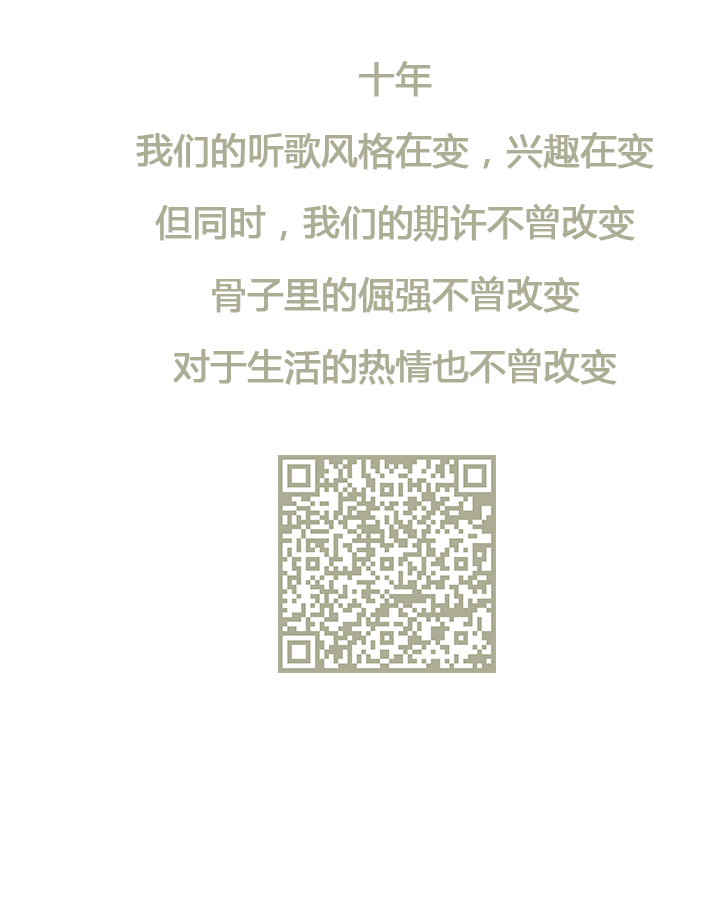 十年
我们的听歌风格在变，兴趣在变
但同时，我们的期许不曾改变
骨子里的倔强不曾改变
对于生活的热情也不曾改变